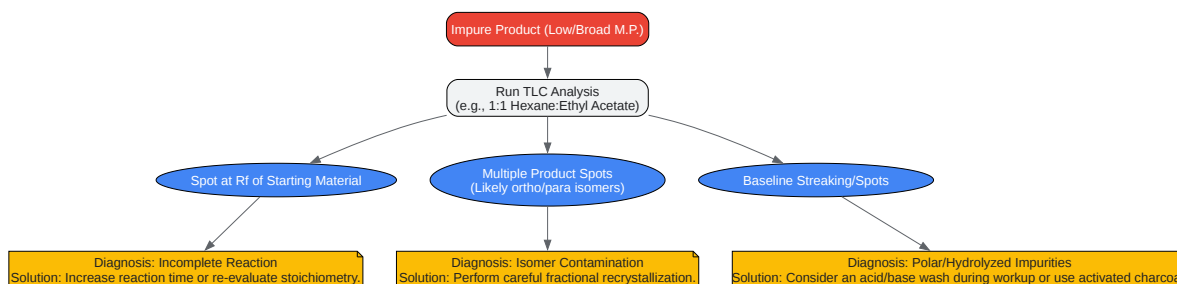 Impure Product (Low/Broad M.P.)
Run TLC Analysis
(e.g., 1:1 Hexane:Ethyl Acetate)
Spot at Rf of Starting Material
Multiple Product Spots
(Likely ortho/para isomers)
Baseline Streaking/Spots
Diagnosis: Incomplete Reaction
Solution: Increase reaction time or re-evaluate stoichiometry.
Diagnosis: Isomer Contamination
Solution: Perform careful fractional recrystallization.
Diagnosis: Polar/Hydrolyzed Impurities
Solution: Consider an acid/base wash during workup or use activated